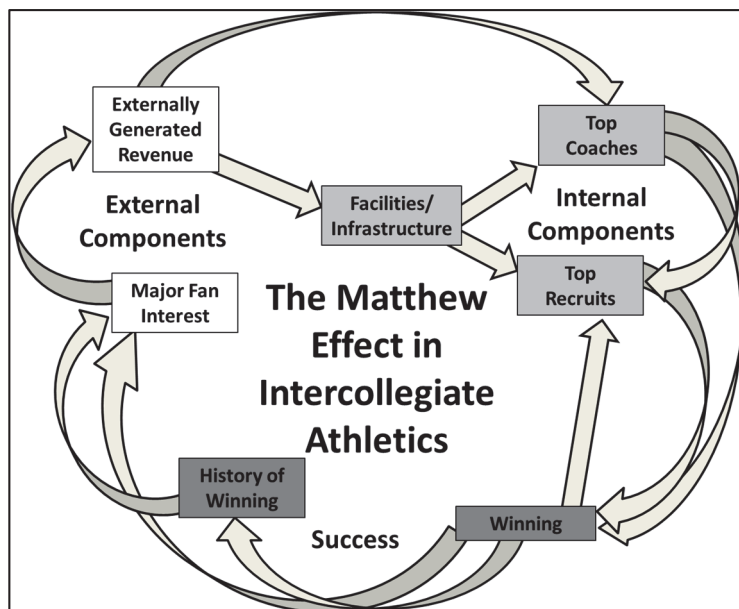 Externally
Generated
Revenue
Top
Coaches
External
Components
Facilities/
Infrastructure
Internal
Components
Major Fan
Interest
Top
Recruits
The Matthew
Effect in
Intercollegiate
Athletics
History of
Winning
Success
Winning